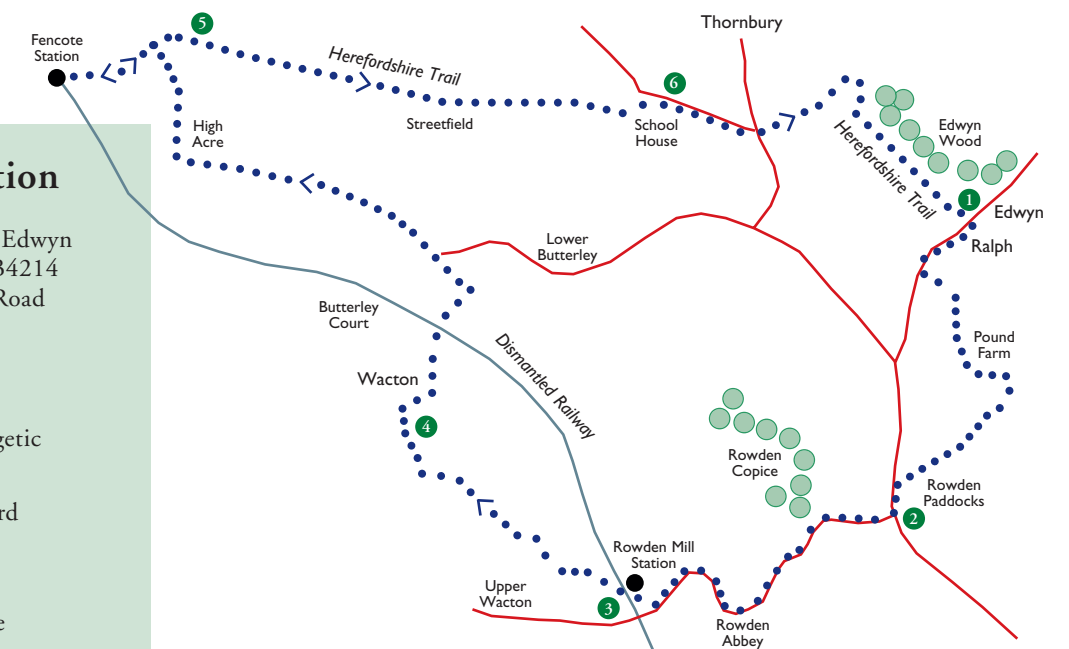 Thornbury
5
Fencote
Station
Herefordshire Trail
6
Streetfield
School
House
High
Acre
Edwyn
Wood
Herefordshire Trail
1
Edwyn
Ralph
tion
Edwyn
34214
Road
getic
rd
e
Lower
Butterley
Butterley
Court
Dismantled Railway
Pound
Farm
Wacton
4
Rowden
Copice
Rowden
Paddocks
2
Rowden Mill
Station
Upper
Wacton
3
Rowden
Abbey